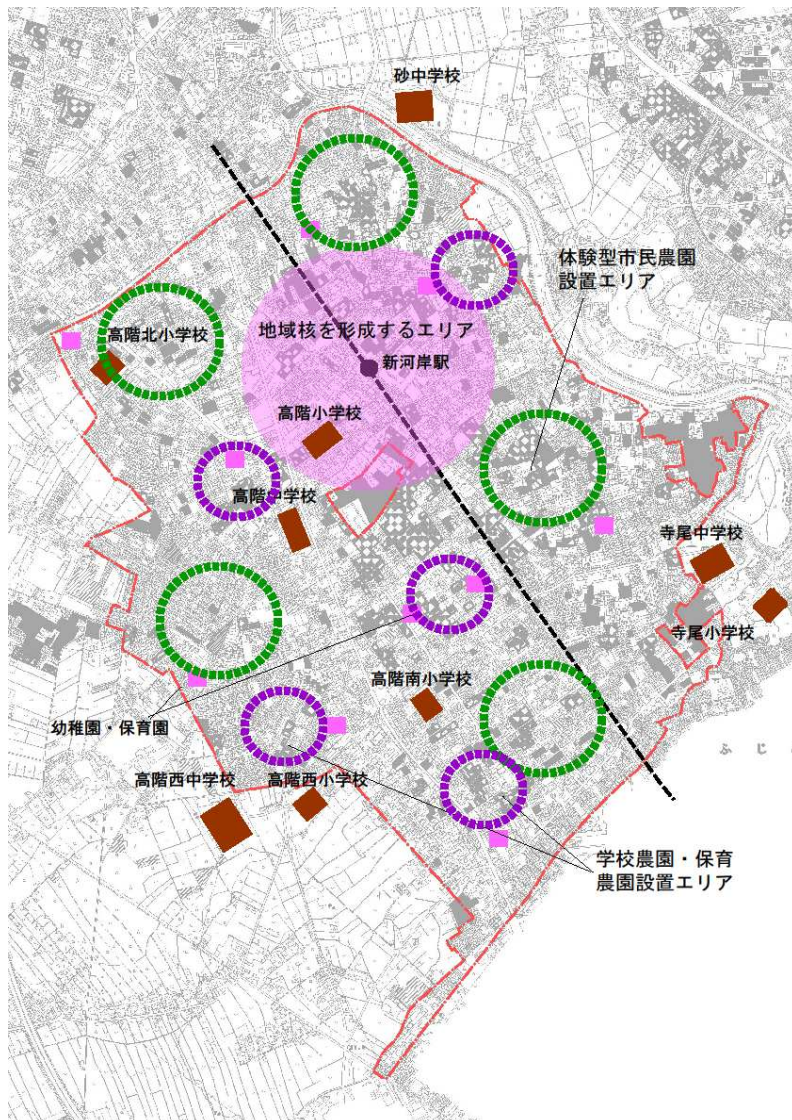 砂中学校
体験型市民農園
設置エリア
地域核を形成するエリア
高階北小学校
新河岸駅
高階小学校
高階中学校
寺尾中学校
寺尾小学校
高階南小学校
幼稚園・保育園
ふ じ
高階西中学校
高階西小学校
学校農園・保育
農園設置エリア